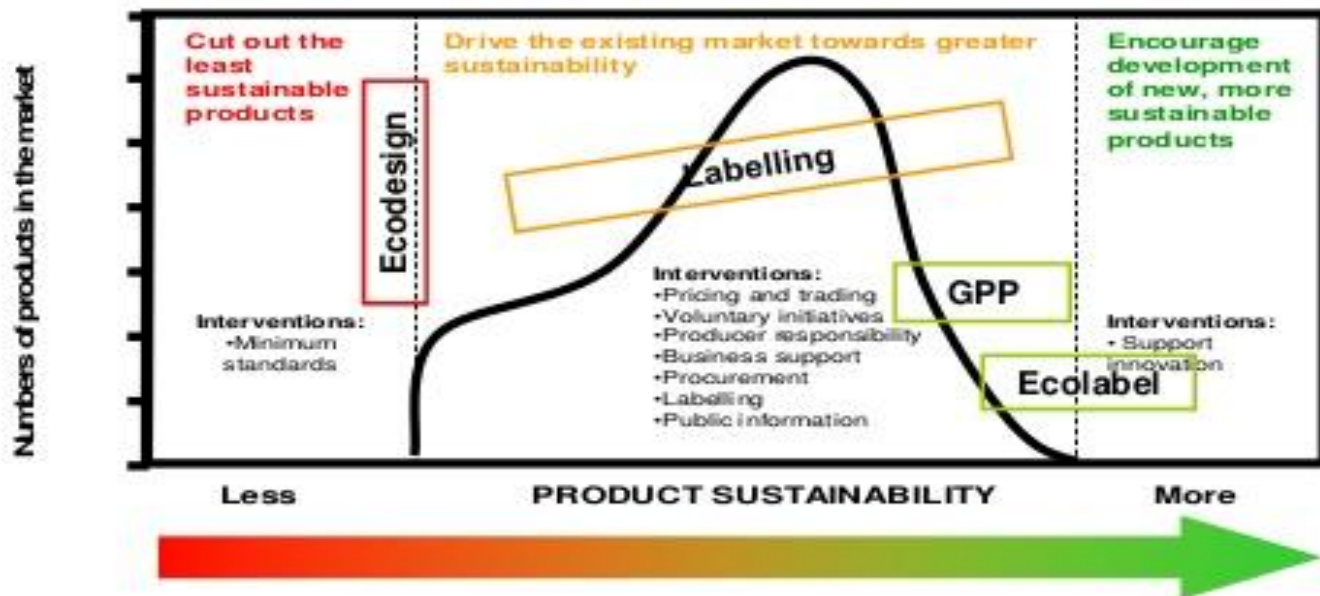 Numbers of products in the market
Cut out the
least
sustainable
products
Ecodesign
Interventions:
•Minimum
standards
Drive the existing market towards greater
sustainability
Labelling
Interventions:
•Pricing and trading
•Voluntary initiatives
•Producer responsibility
•Business support
•Procurement
•Labelling
•Public information
GPP
Ecolabel
Encourage
development
of new, more
sustainable
products
Interventions:
• Support
innovation
Less
PRODUCT SUSTAINABILITY
More